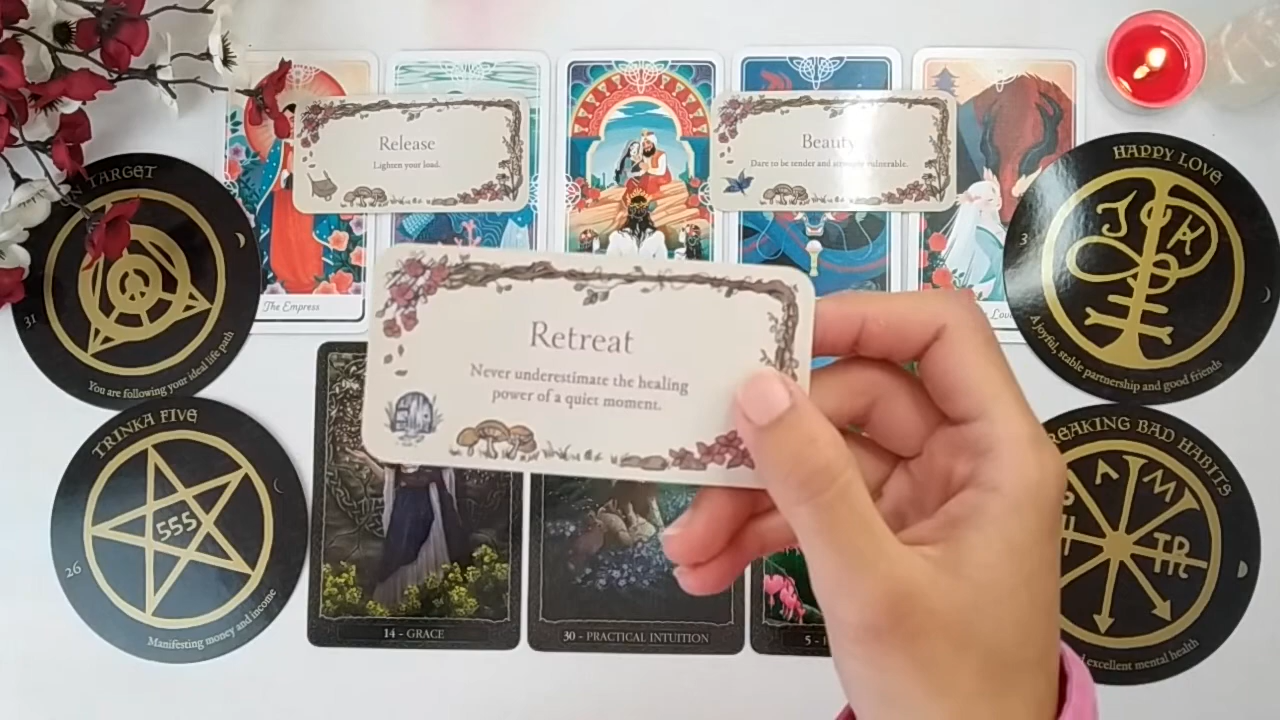 Release
Lighten your load.
Beauty
Dare to be tender and vulnerable.
Retreat
Never underestimate the healing
power of a quiet moment.
The Empress
TARGET
31
You are following your ideal life path
HAPPY LOVE
3
A joyful, stable partnership and good friends
TRINKA FIVE
555
26
Manifesting money and income
BAD HABITS
excellent mental health
14 - GRACE
30 - PRACTICAL INTUITION
5 -